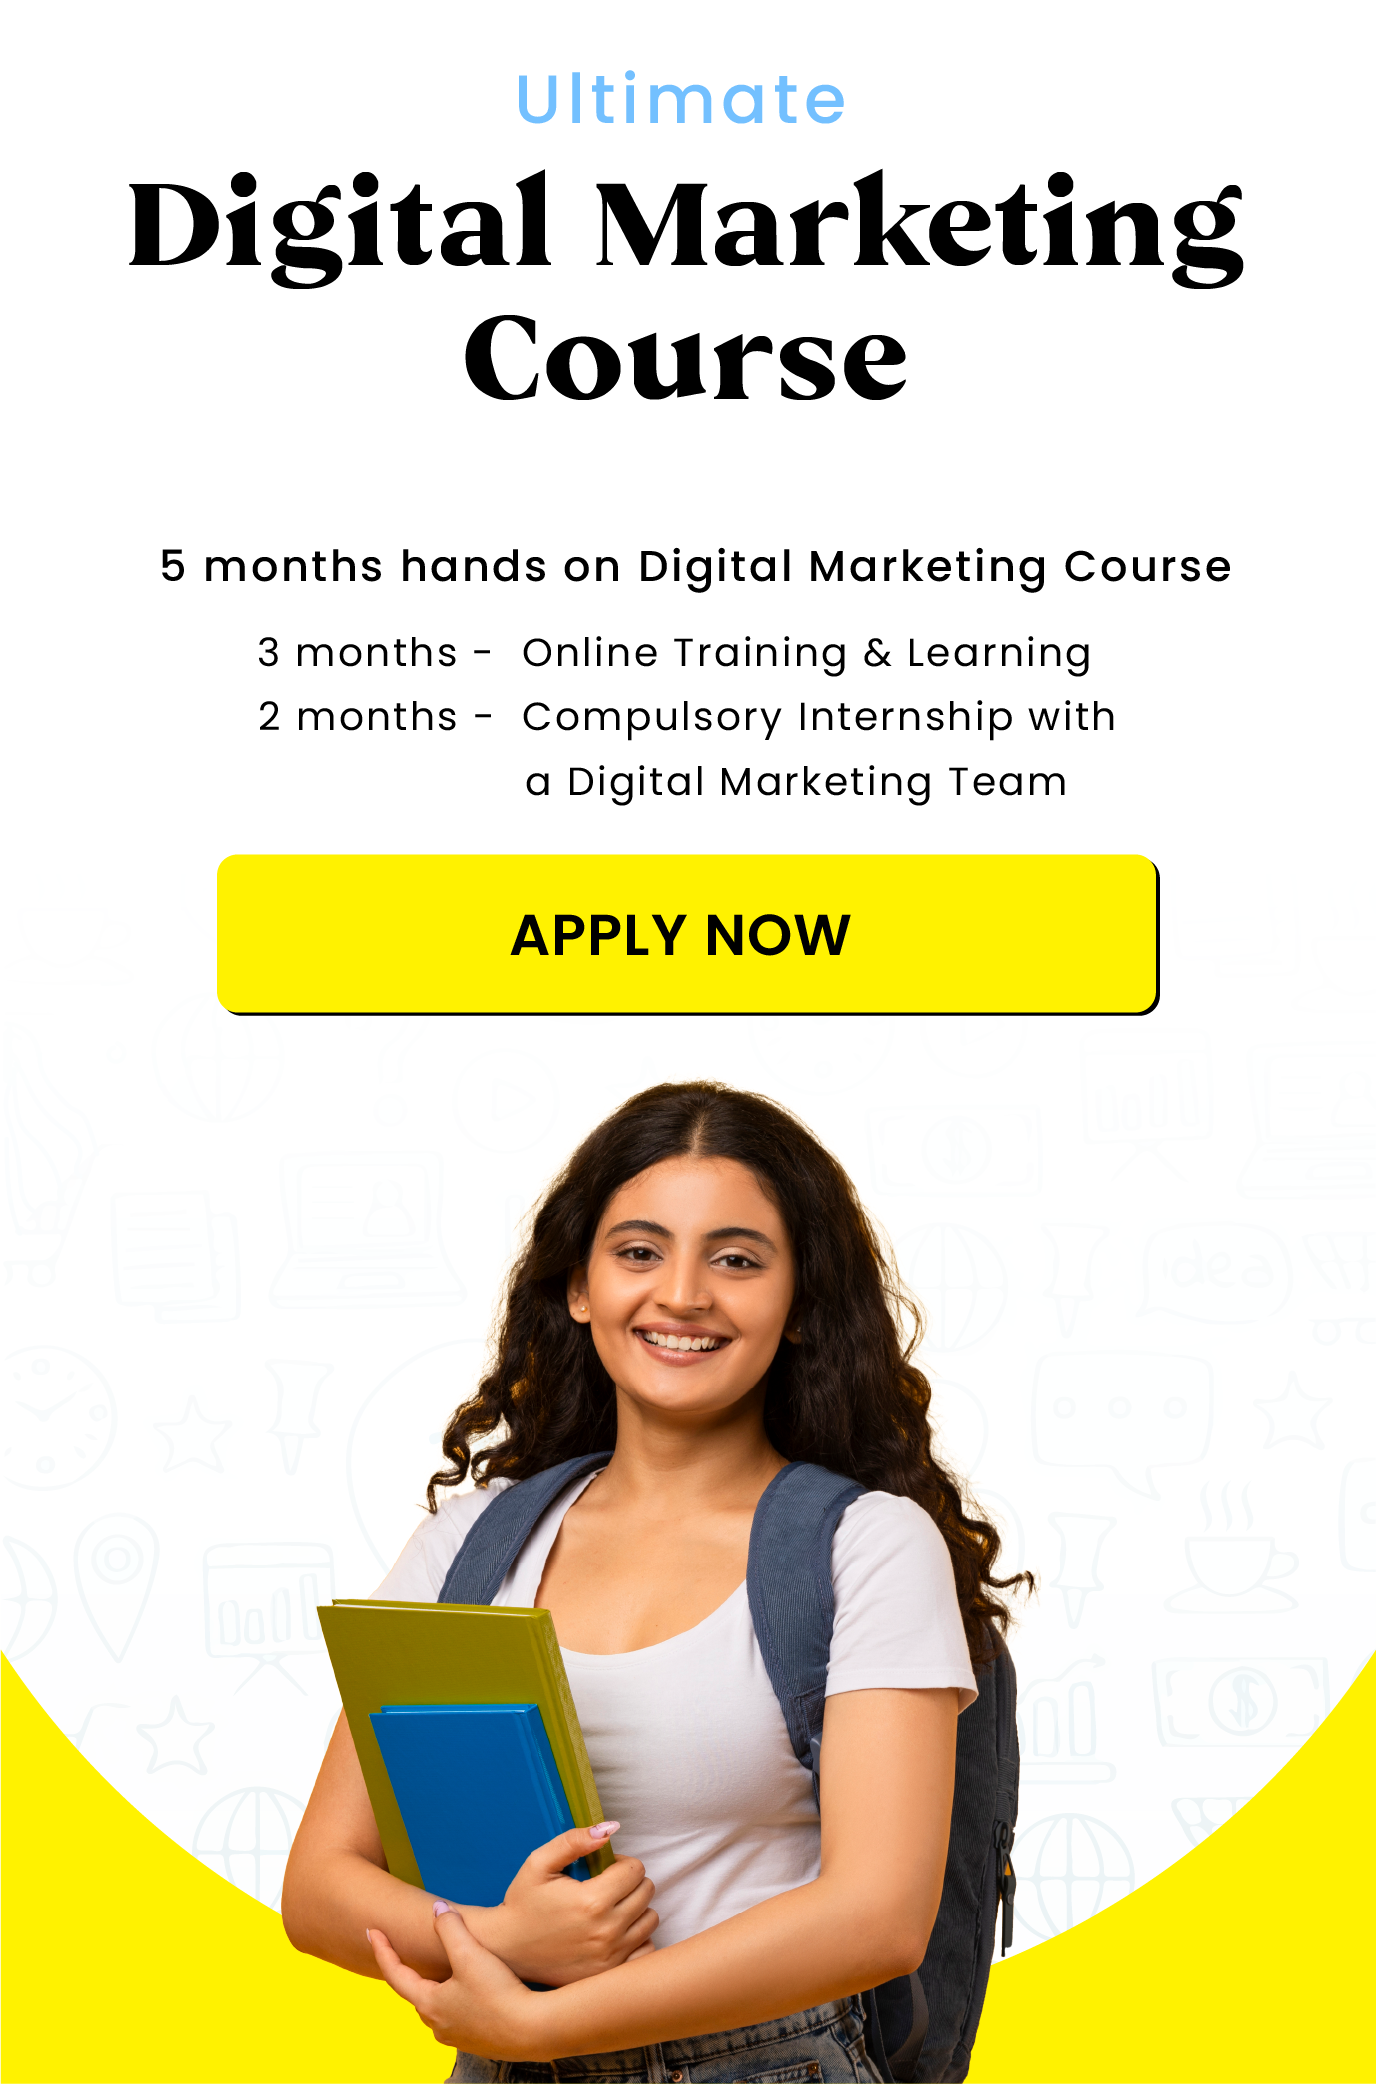 Ultimate
Digital Marketing
Course
5 months hands on Digital Marketing Course
3 months - Online Training & Learning
2 months - Compulsory Internship with
a Digital Marketing Team
APPLY NOW
idea